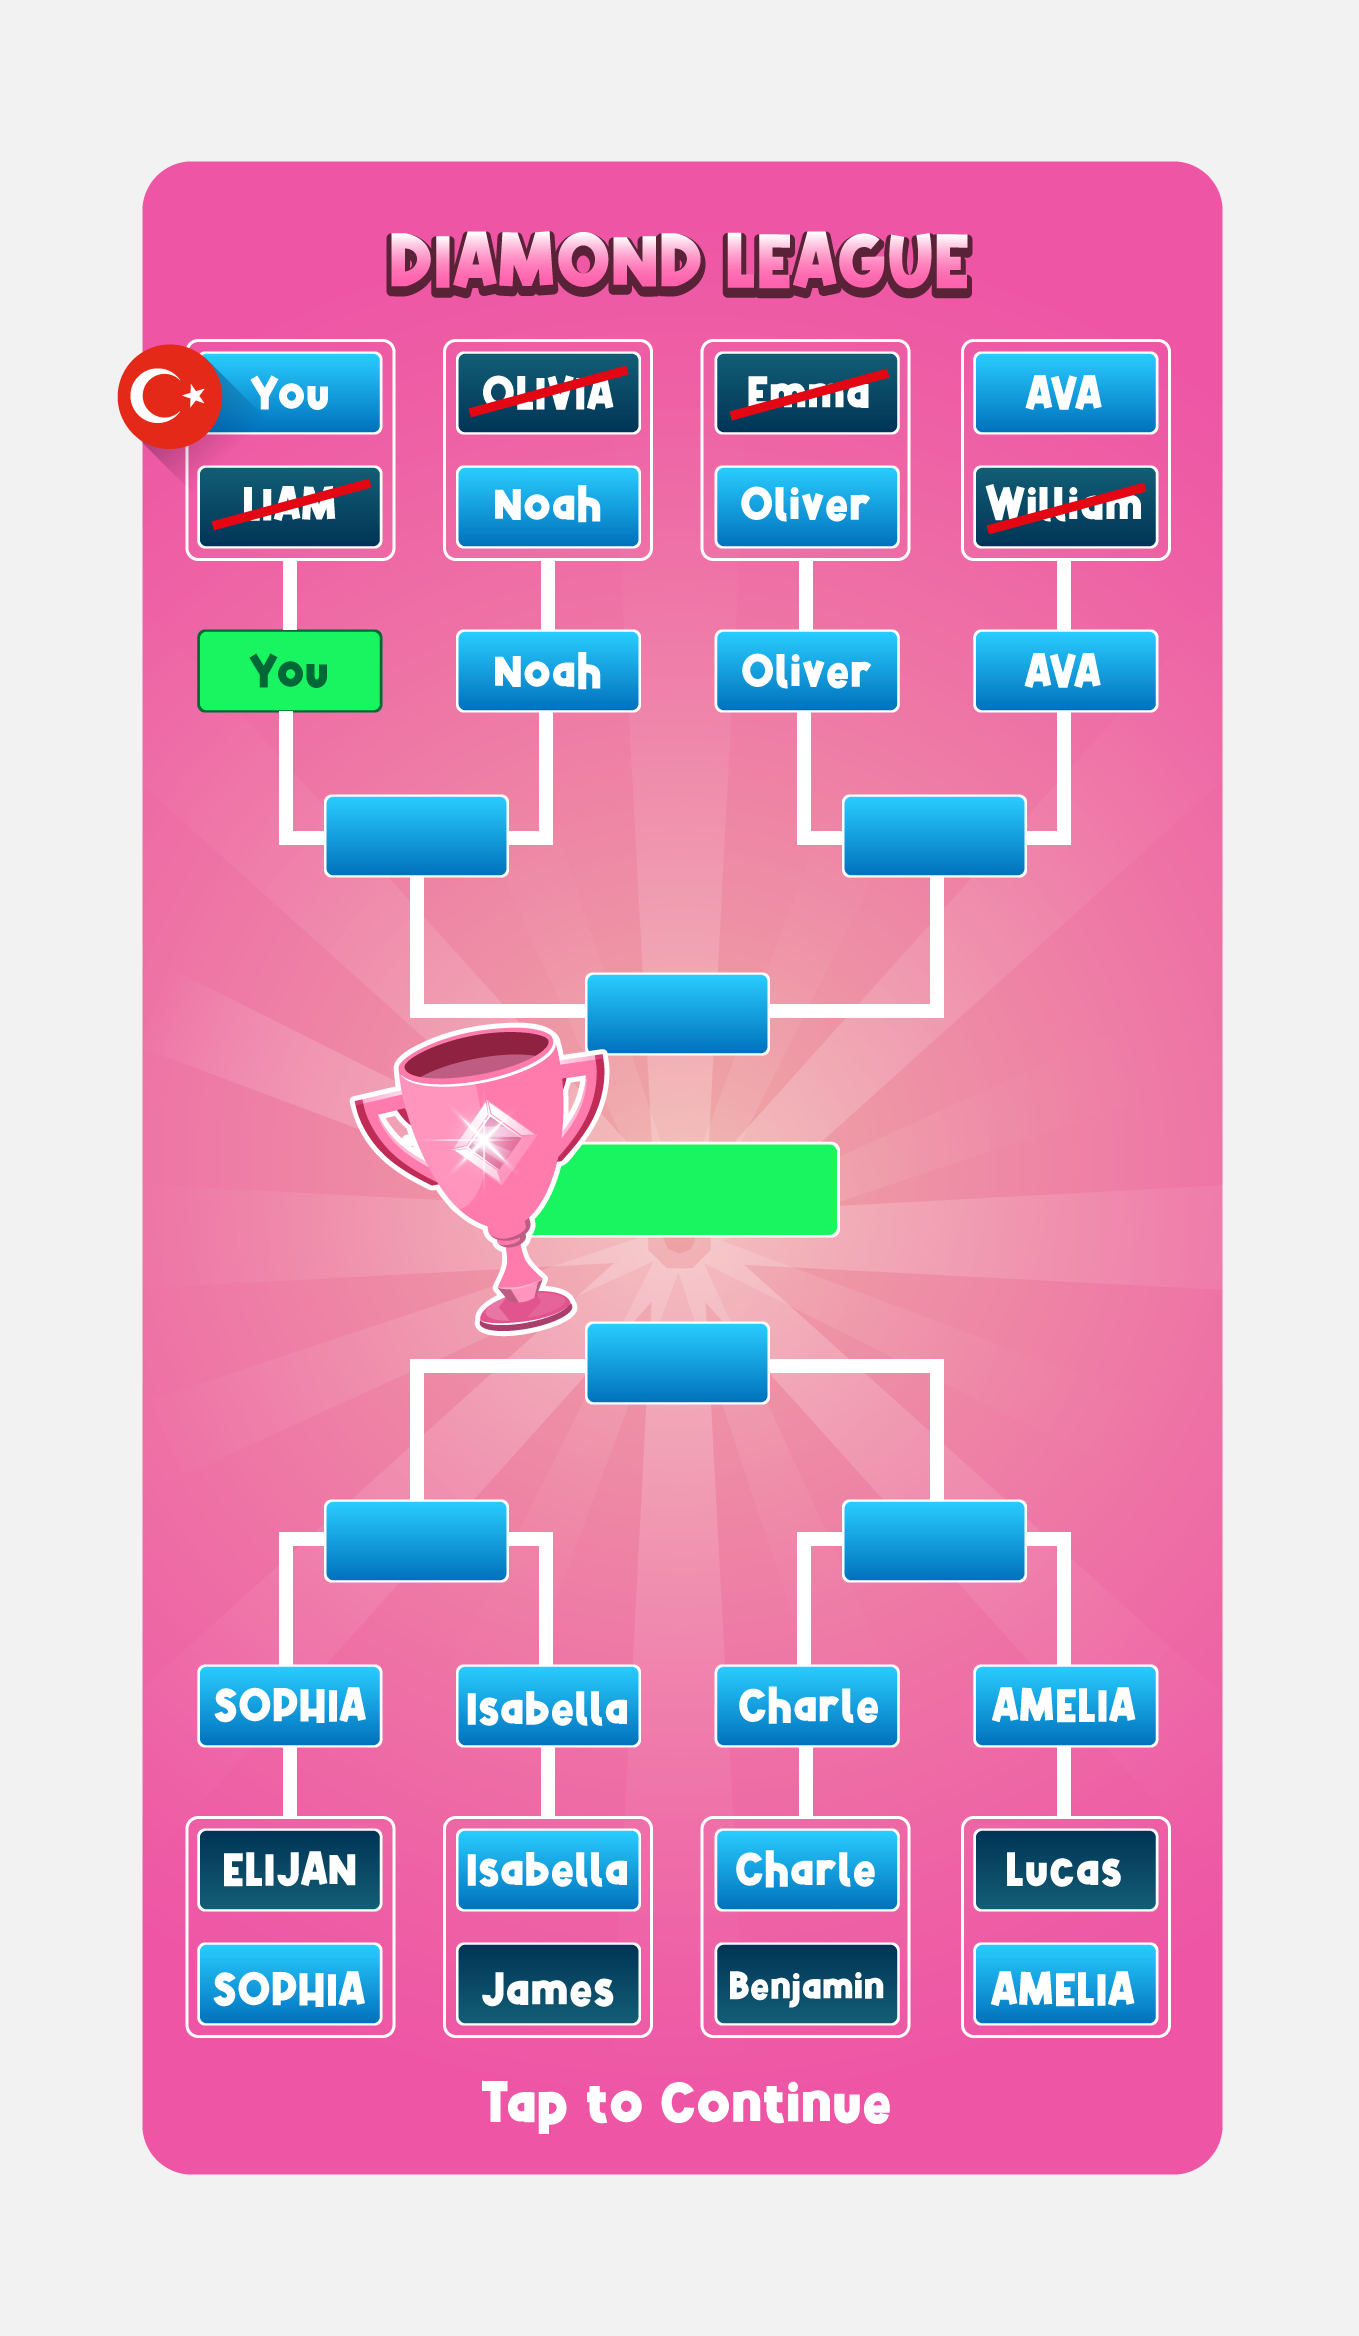 DIAMOND LEAGUE
You OLIVIA Emma AVA
LIAM Noah Oliver William
You Noah Oliver AVA
SOPHIA Isabella Charle AMELIA
ELIJAN Isabella Charle Lucas
SOPHIA James Benjamin AMELIA
Tap to Continue